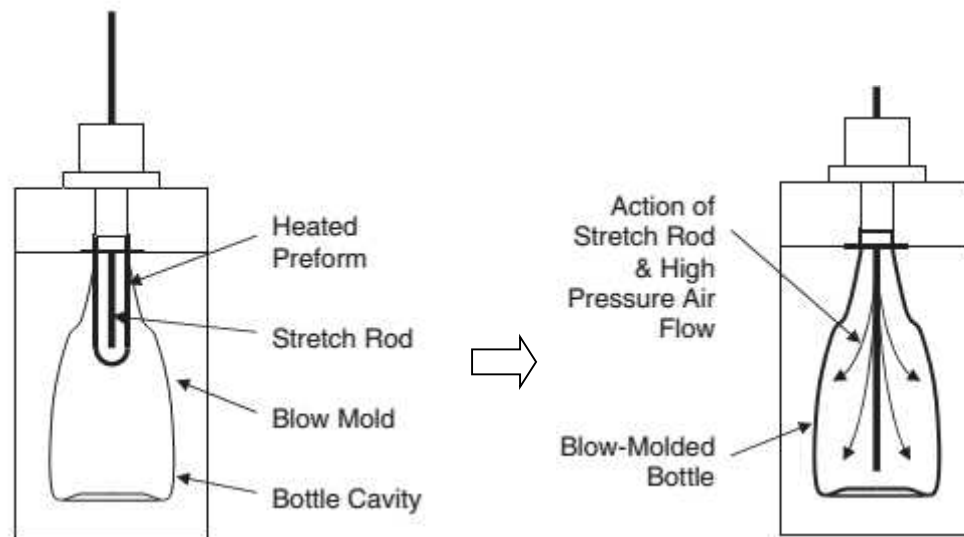 Heated
Preform
Stretch Rod
Blow Mold
Bottle Cavity
Action of
Stretch Rod
& High
Pressure Air
Flow
Blow-Molded
Bottle